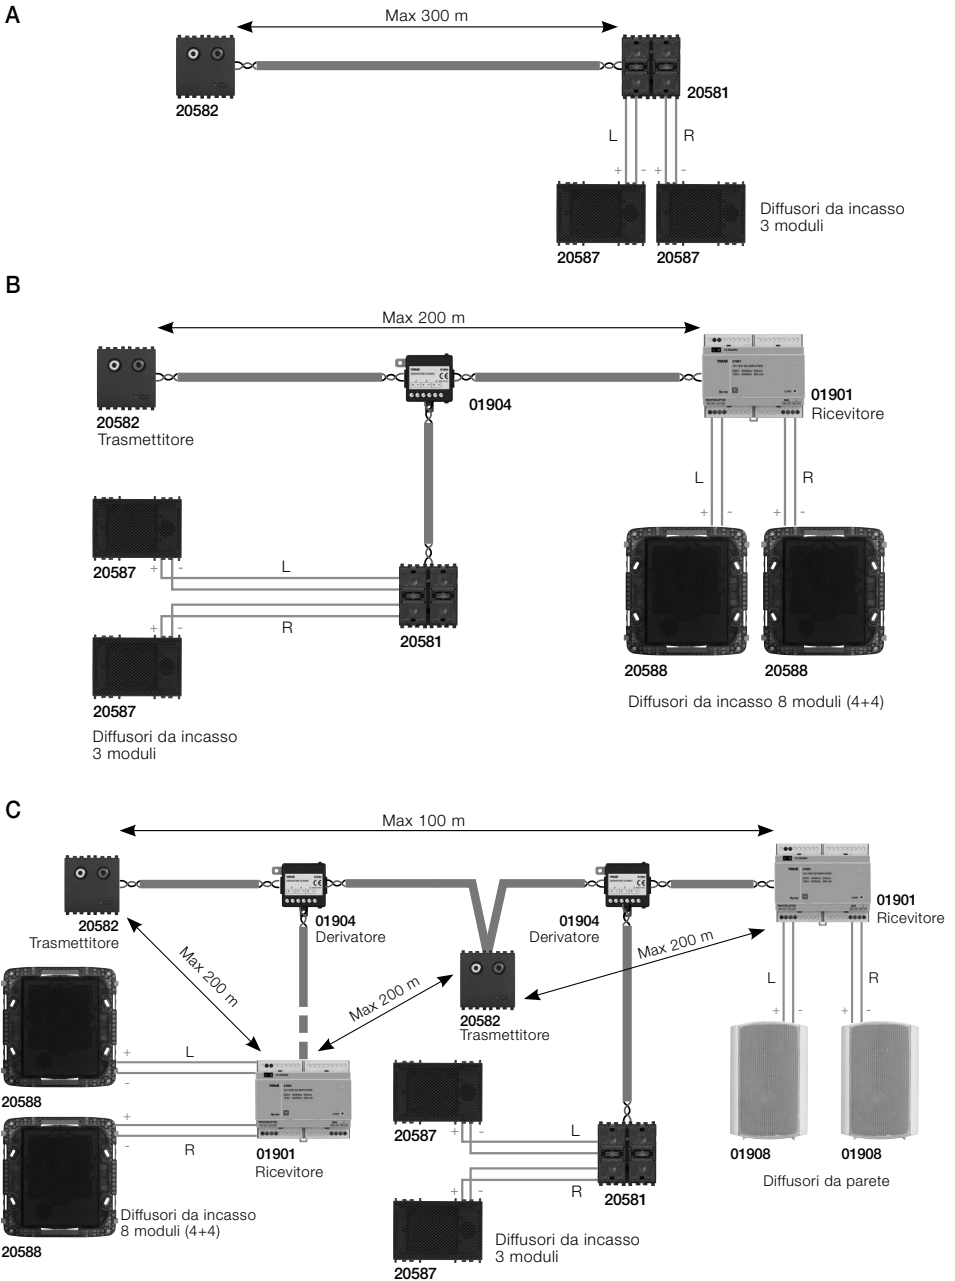 A
Max 300 m
20582
20581
L
R
+
-
+
-
Diffusori da incasso
3 moduli
20587
20587
B
Max 200 m
20582
Trasmettitore
01904
01901
Ricevitore
L
R
+
-
+
-
20587
+
-
L
R
+
-
20581
20587
Diffusori da incasso
3 moduli
20588
20588
Diffusori da incasso 8 moduli (4+4)
C
Max 100 m
20582
Trasmettitore
01904
Derivatore
01904
Derivatore
01901
Ricevitore
Max 200 m
Max 200 m
Max 200 m
20582
Trasmettitore
L
R
+
-
+
-
+
L
-
20588
+
R
-
01901
Ricevitore
Diffusori da incasso
8 moduli (4+4)
20588
20587
+
-
L
R
+
-
20581
20587
Diffusori da incasso
3 moduli
01908
01908
Diffusori da parete